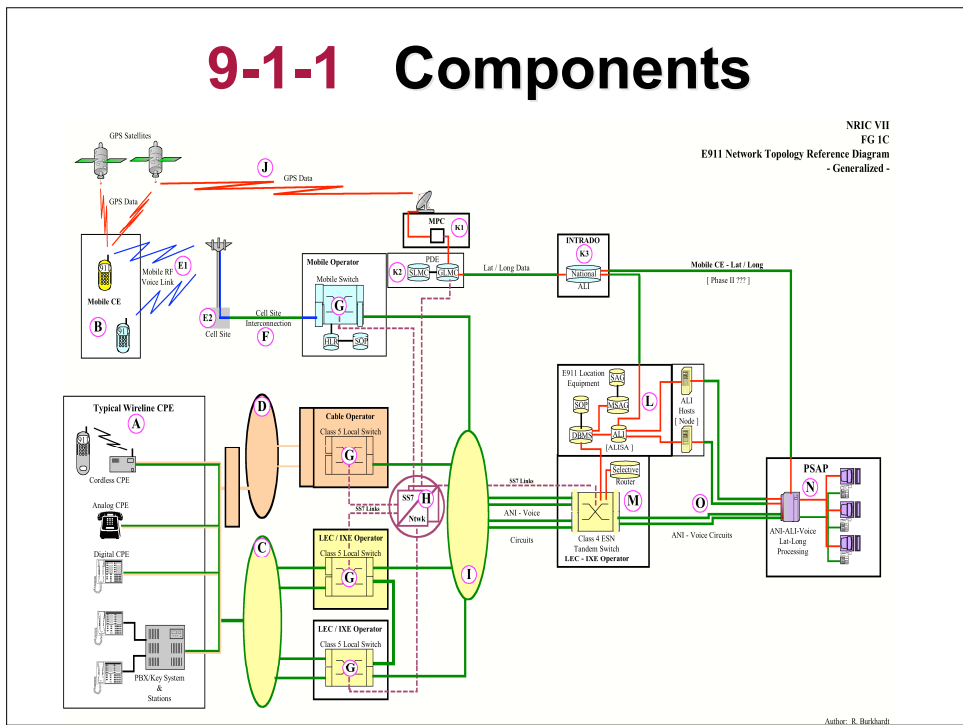 9-1-1 Components
NRIC VII
FG 1C
E911 Network Topology Reference Diagram
- Generalized -
GPS Satellites
J
GPS Data
GPS Data
MPC
K1
PDE
K2
SLMC
GLMC
Lat / Long Data
INTRADO
K3
National
ALI
Mobile CE - Lat / Long
[ Phase II ??? ]
911
Mobile CE
B
91
E1
Mobile RF
Voice Link
E2
Cell Site
Cell Site
Interconnection
F
Mobile Operator
Mobile Switch
G
HLR
SOP
Typical Wireline CPE
A
91
Cordless CPE
Analog CPE
Digital CPE
PBX/Key System
&
Stations
D
C
Cable Operator
Class 5 Local Switch
G
LEC / IXE Operator
Class 5 Local Switch
G
LEC / IXE Operator
Class 5 Local Switch
G
SS7
H
Ntwk
SS7 Links
I
SS7 Links
ANI - Voice
Circuits
E911 Location
Equipment
SAG
SOP
MSAG
L
DBMS
ALI
[ALISA ]
ALI
Hosts
[ Node ]
Selective
Router
M
Class 4 ESN
Tandem Switch
LEC - IXE Operator
O
ANI - Voice Circuits
PSAP
N
ANI-ALI-Voice
Lat-Long
Processing
Author: R. Burkhardt